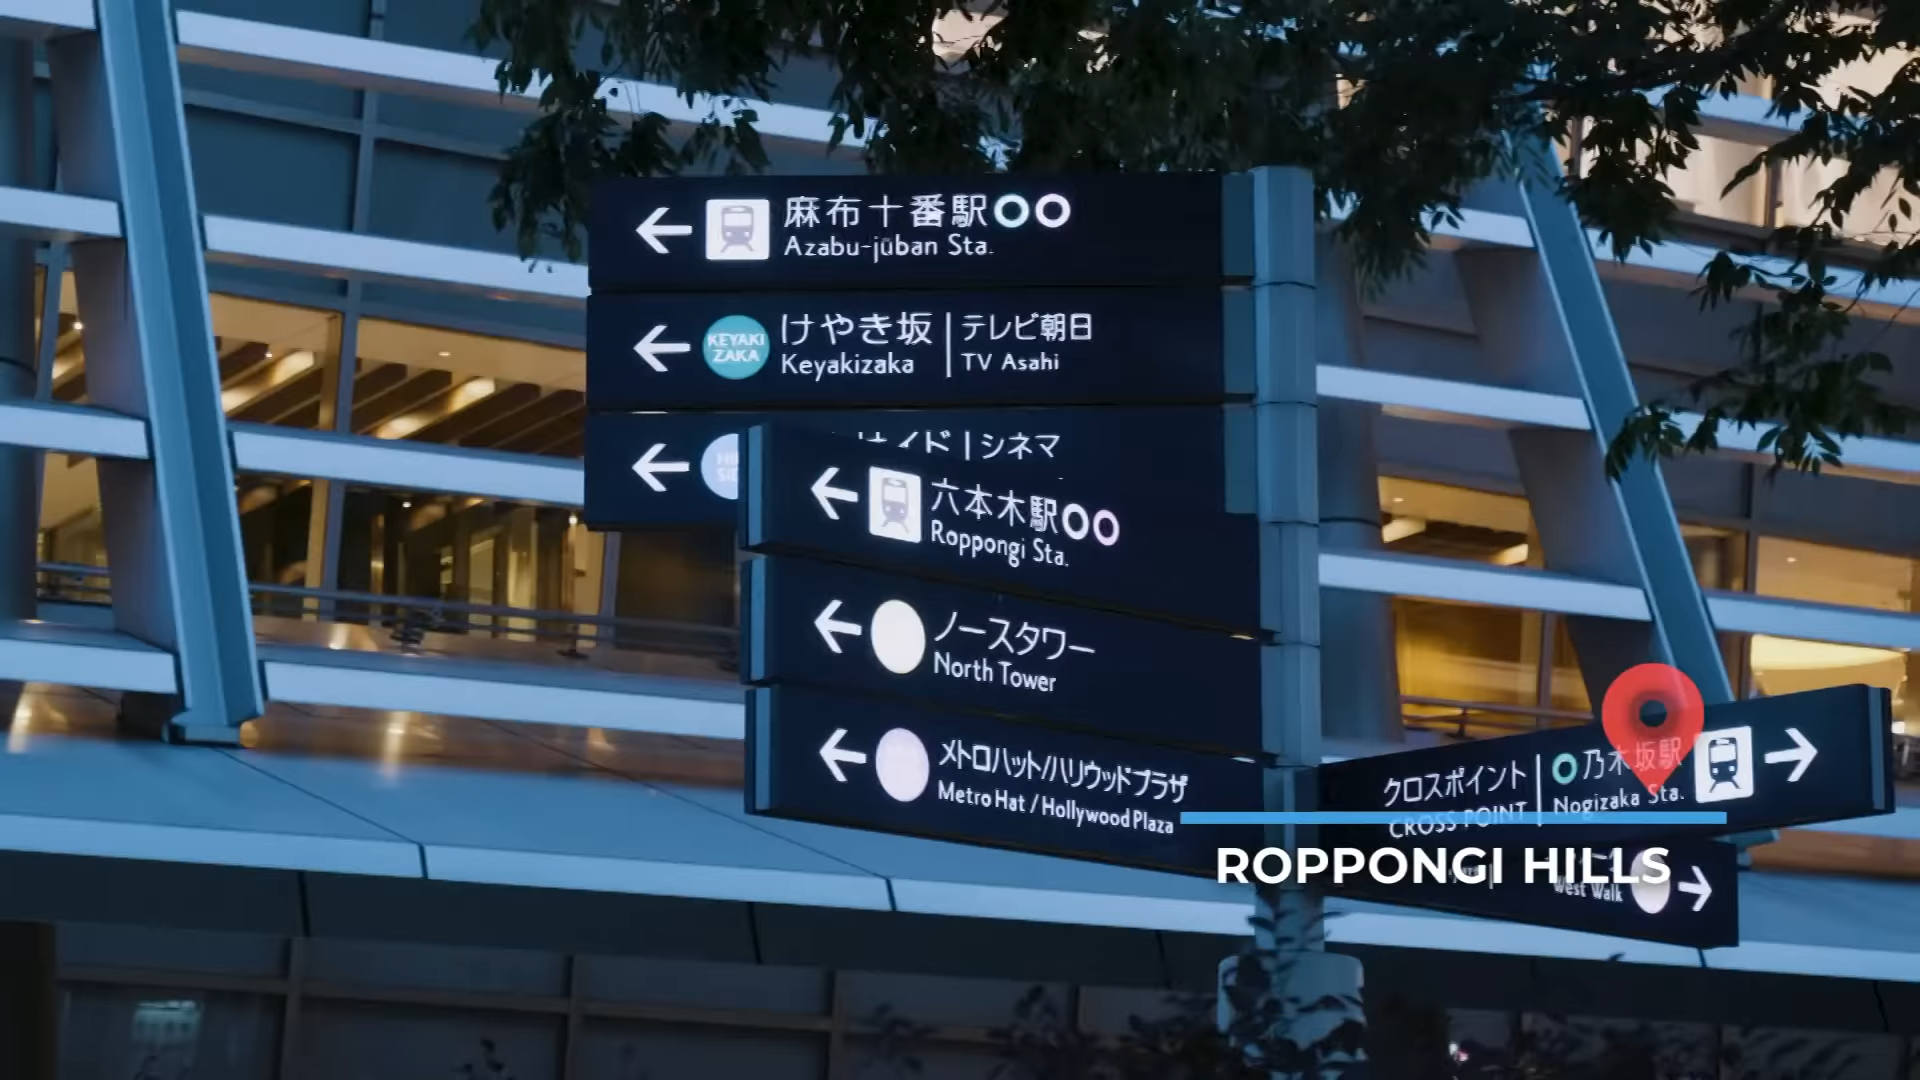 麻布十番駅
Azabu-jūban Sta.
KEYAKI
ZAKA
けやき坂
Keyakizaka
テレビ朝日
TV Asahi
シネマ
六本木駅
Roppongi Sta.
ノースタワー
North Tower
メトロハット/ハリウッドプラザ
Metro Hat / Hollywood Plaza
クロスポイント
CROSS POINT
乃木坂駅
Nogizaka Sta.
ROPPONGI HILLS
West Walk